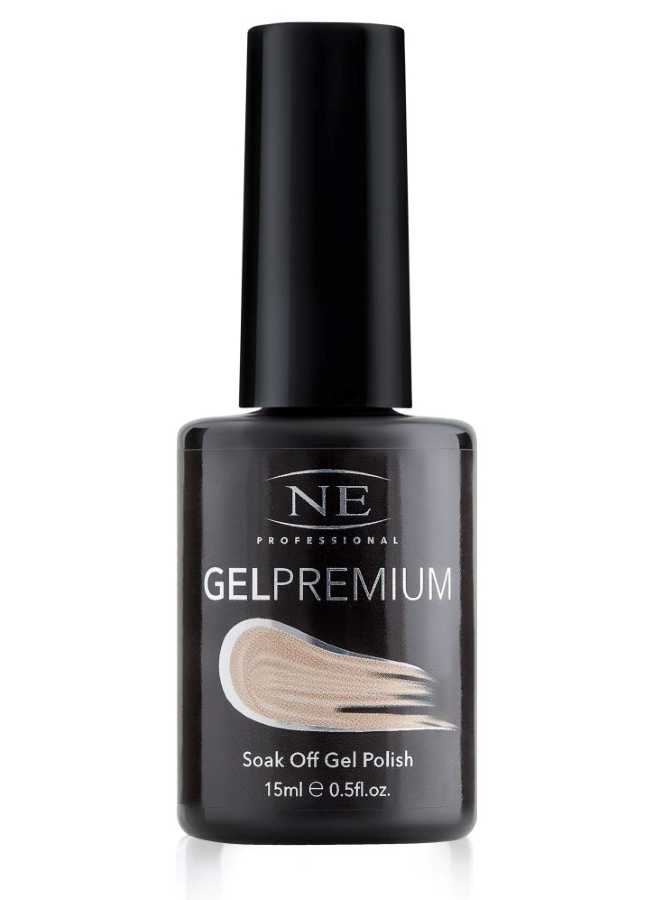 NE
PROFESSIONAL
GELPREMIUM
Soak Off Gel Polish
15ml ℮ 0.5fl.oz.